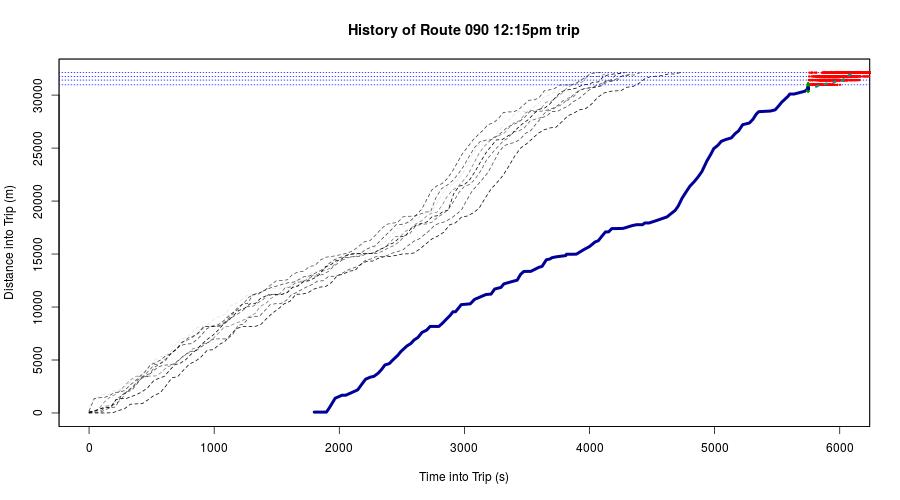 History of Route 090 12:15pm trip
Distance into Trip (m)
30000
25000
20000
15000
10000
5000
0
0 1000 2000 3000 4000 5000 6000
Time into Trip (s)